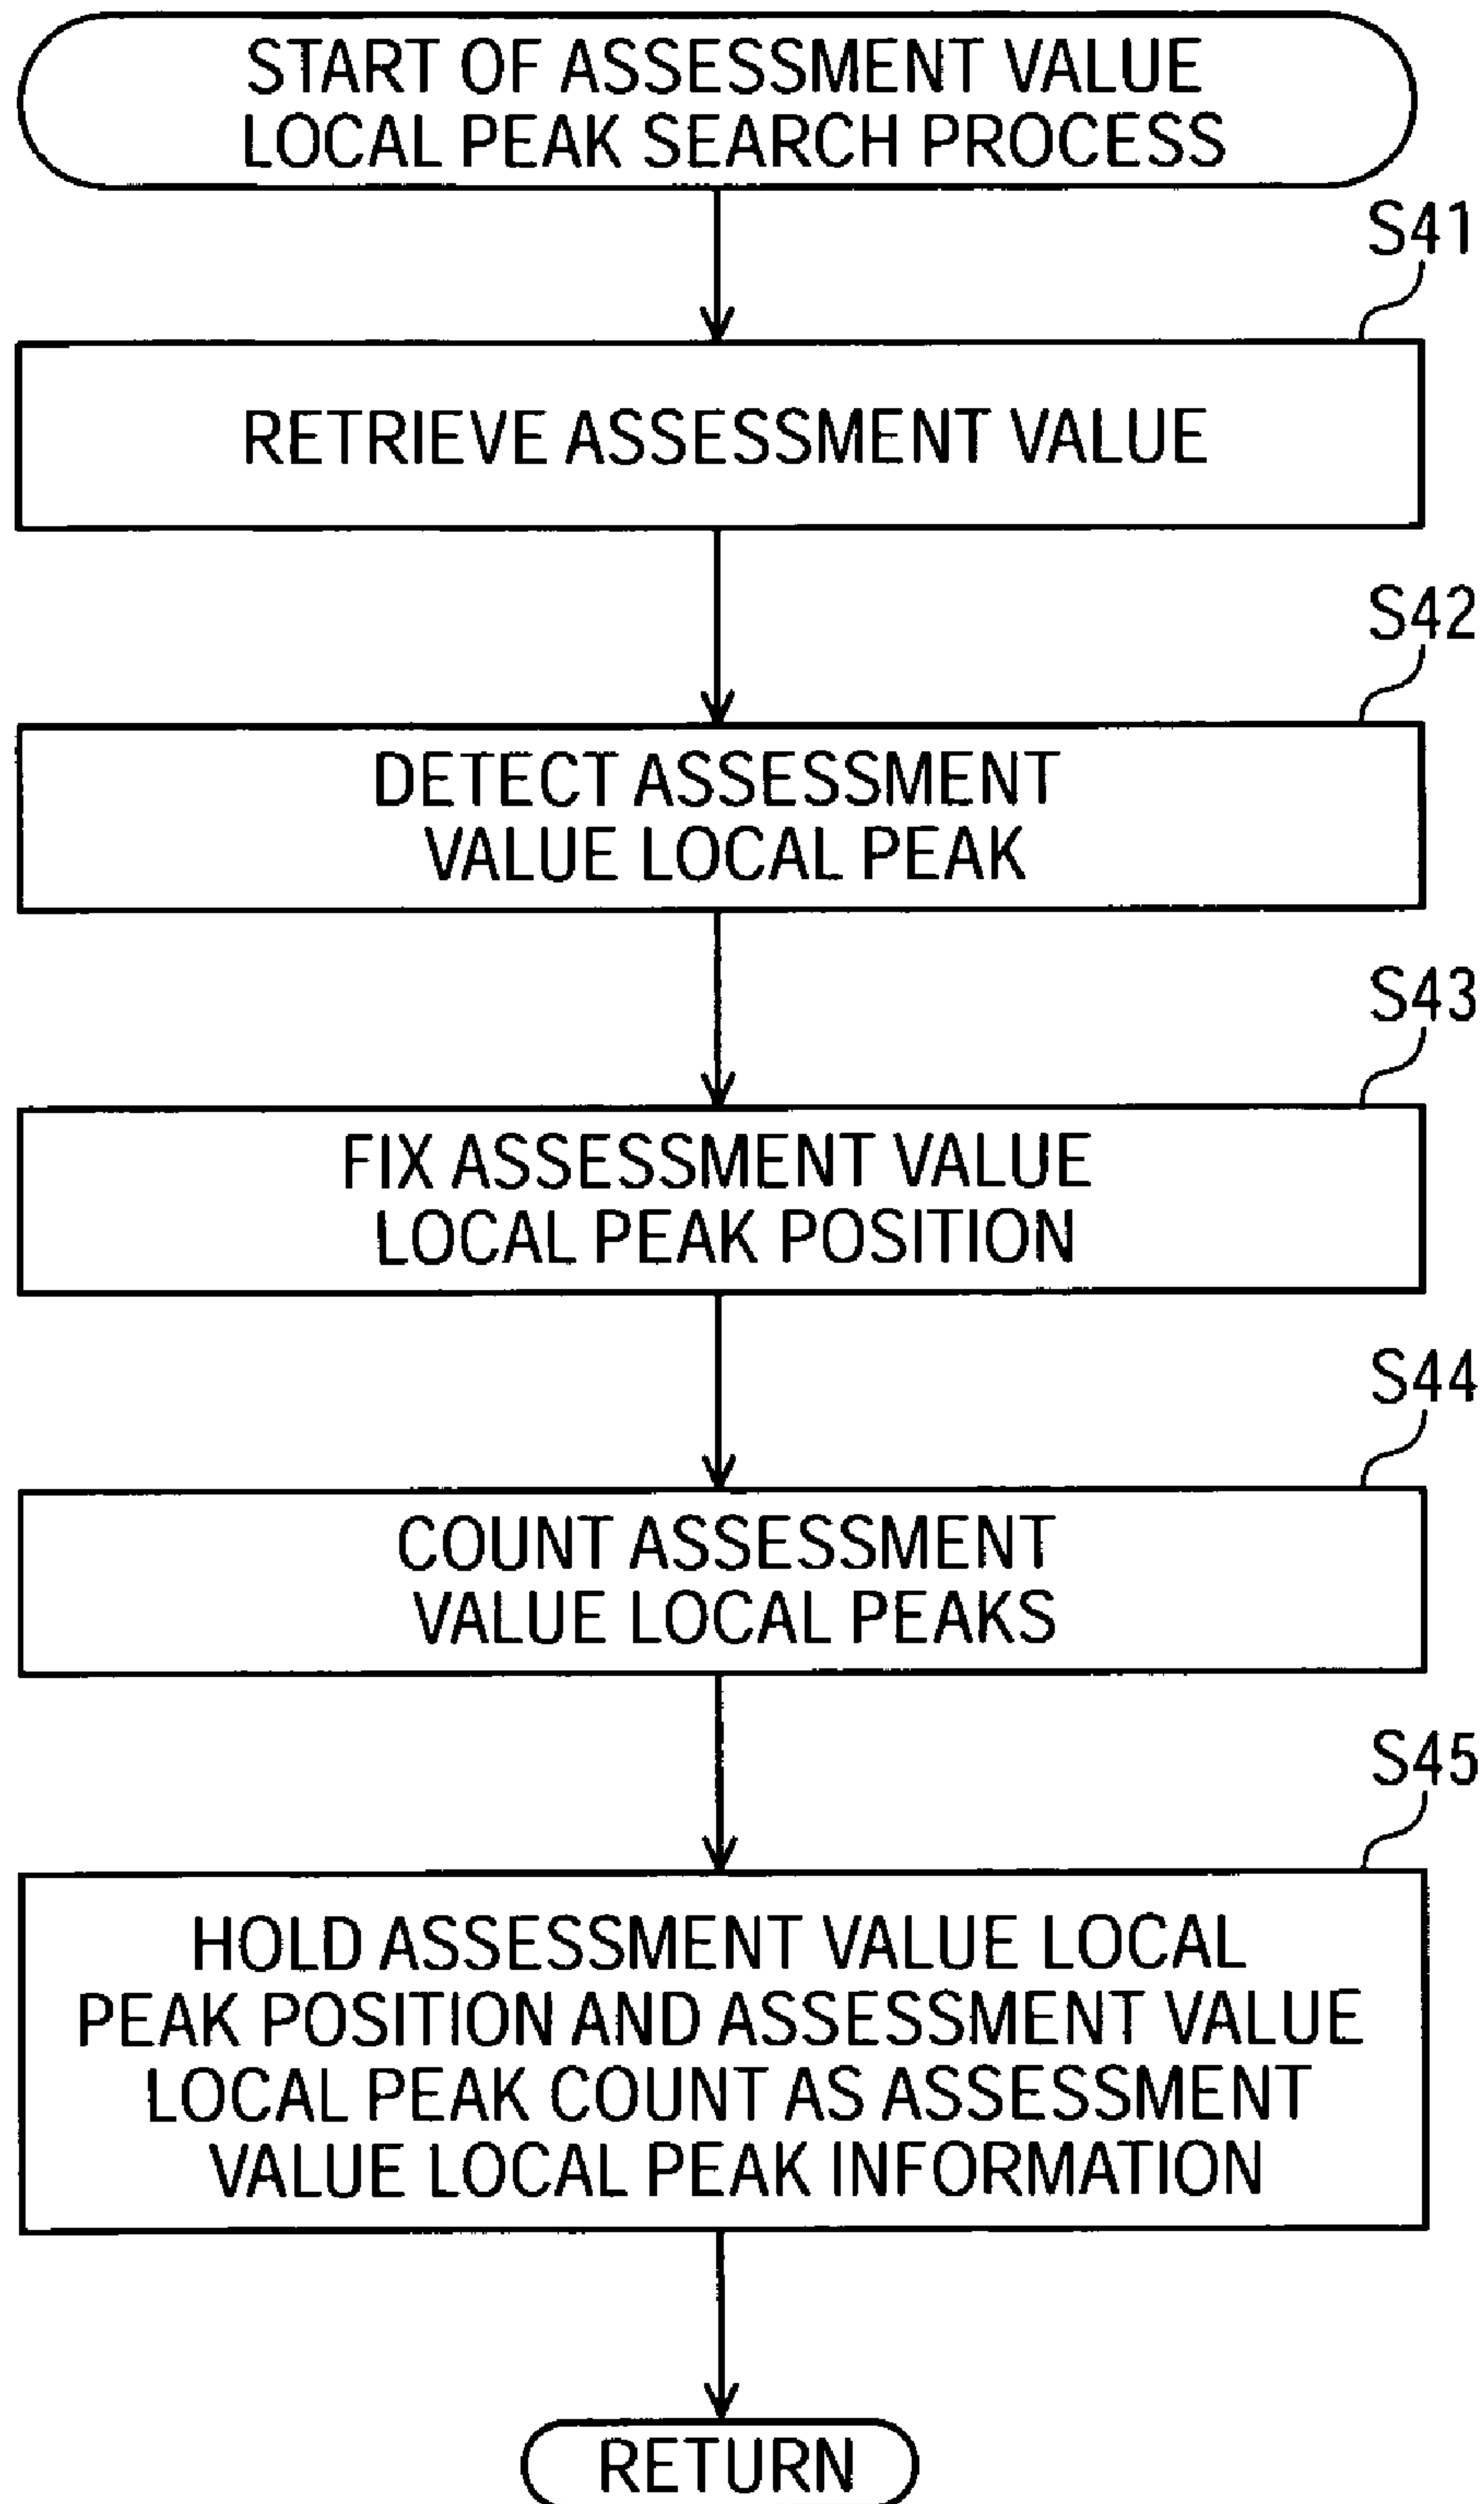 START OF ASSESSMENT VALUE
LOCAL PEAK SEARCH PROCESS
S41
RETRIEVE ASSESSMENT VALUE
S42
DETECT ASSESSMENT
VALUE LOCAL PEAK
S43
FIX ASSESSMENT VALUE
LOCAL PEAK POSITION
S44
COUNT ASSESSMENT
VALUE LOCAL PEAKS
S45
HOLD ASSESSMENT VALUE LOCAL
PEAK POSITION AND ASSESSMENT VALUE
LOCAL PEAK COUNT AS ASSESSMENT
VALUE LOCAL PEAK INFORMATION
RETURN